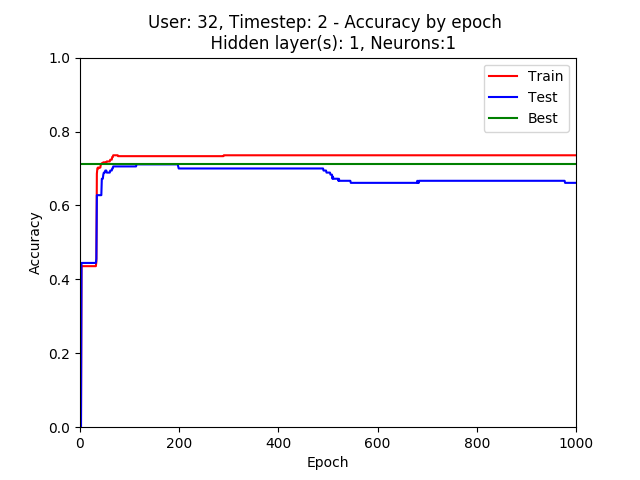 User: 32, Timestep: 2 - Accuracy by epoch
Hidden layer(s): 1, Neurons:1
Train
Test
Best
Accuracy
1.0
0.8
0.6
0.4
0.2
0.0
0 200 400 600 800 1000
Epoch